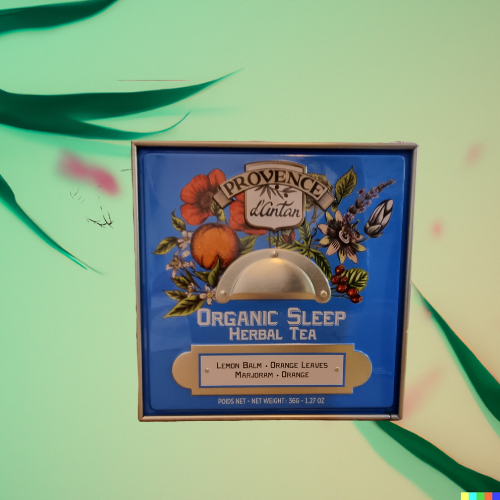 PROVENCE
d'Antan
ORGANIC SLEEP
HERBAL TEA
LEMON BALM • ORANGE LEAVES
MARJORAM • ORANGE
POIDS NET - NET WEIGHT: 36G - 1.27 OZ